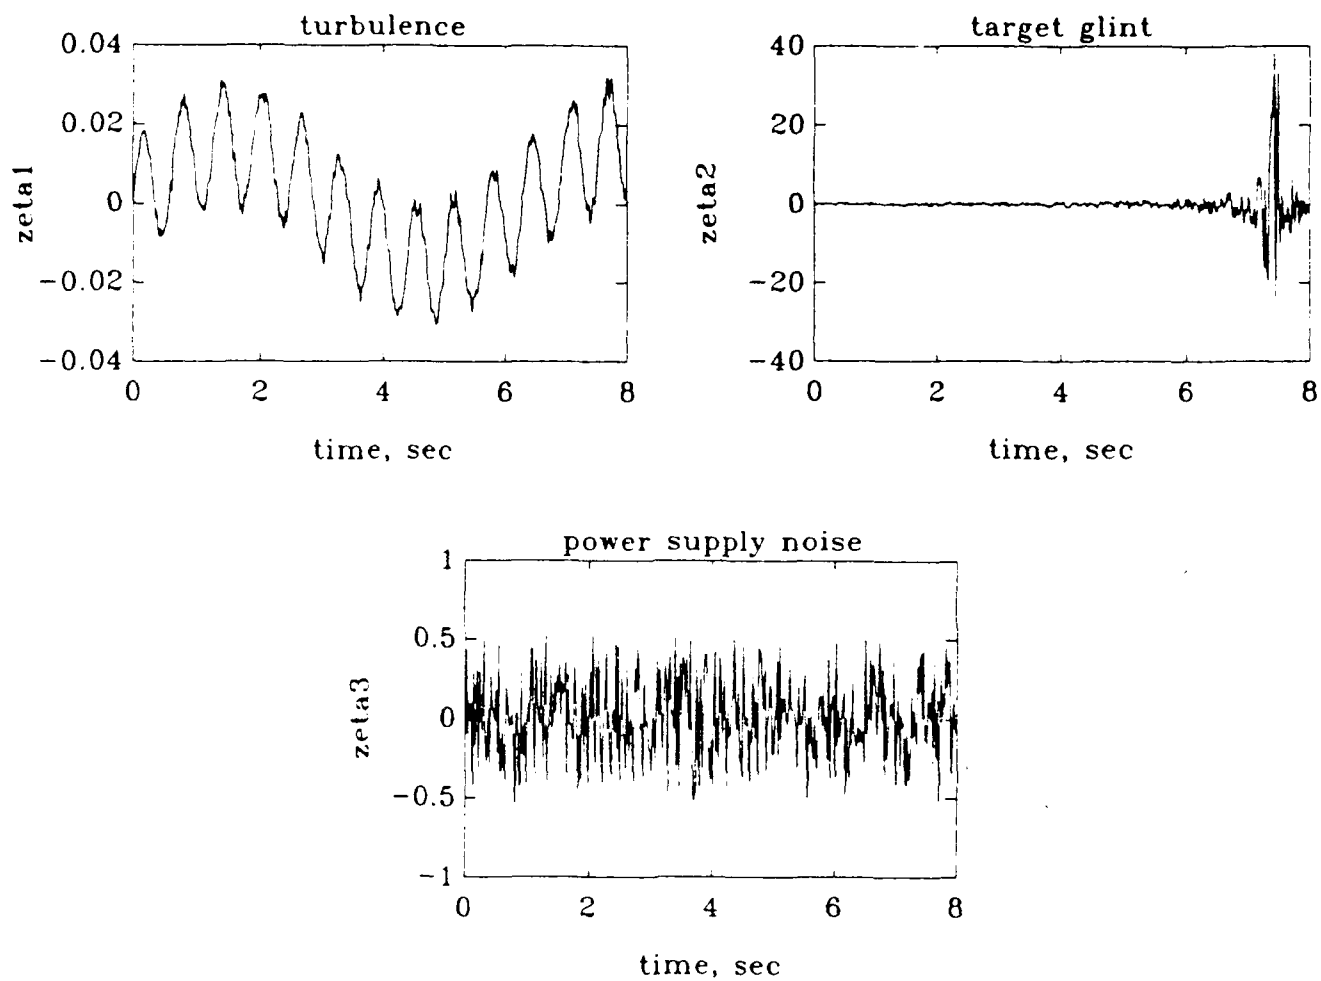 turbulence
0.04
0.02
0
-0.02
-0.04
zeta1
0 2 4 6 8
time, sec
target glint
40
20
0
-20
-40
zeta2
0 2 4 6 8
time, sec
power supply noise
1
0.5
0
-0.5
-1
zeta3
0 2 4 6 8
time, sec